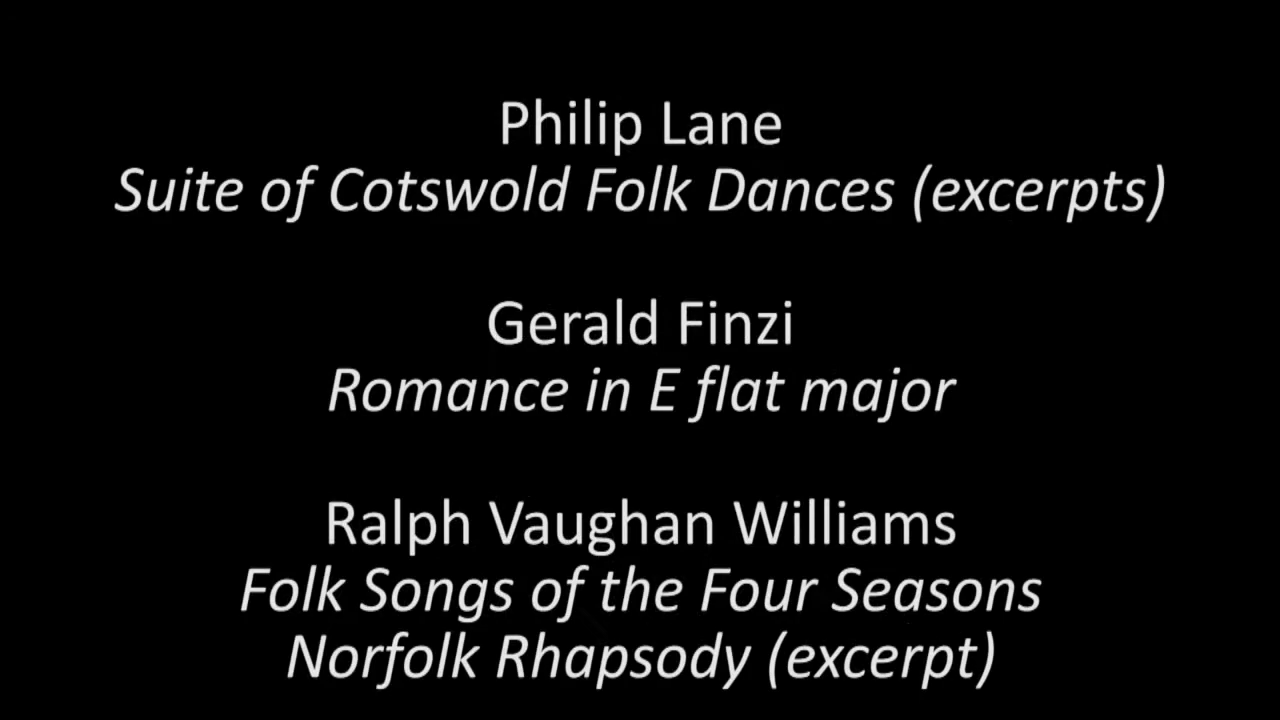 Philip Lane
Suite of Cotswold Folk Dances (excerpts)
Gerald Finzi
Romance in E flat major
Ralph Vaughan Williams
Folk Songs of the Four Seasons
Norfolk Rhapsody (excerpt)